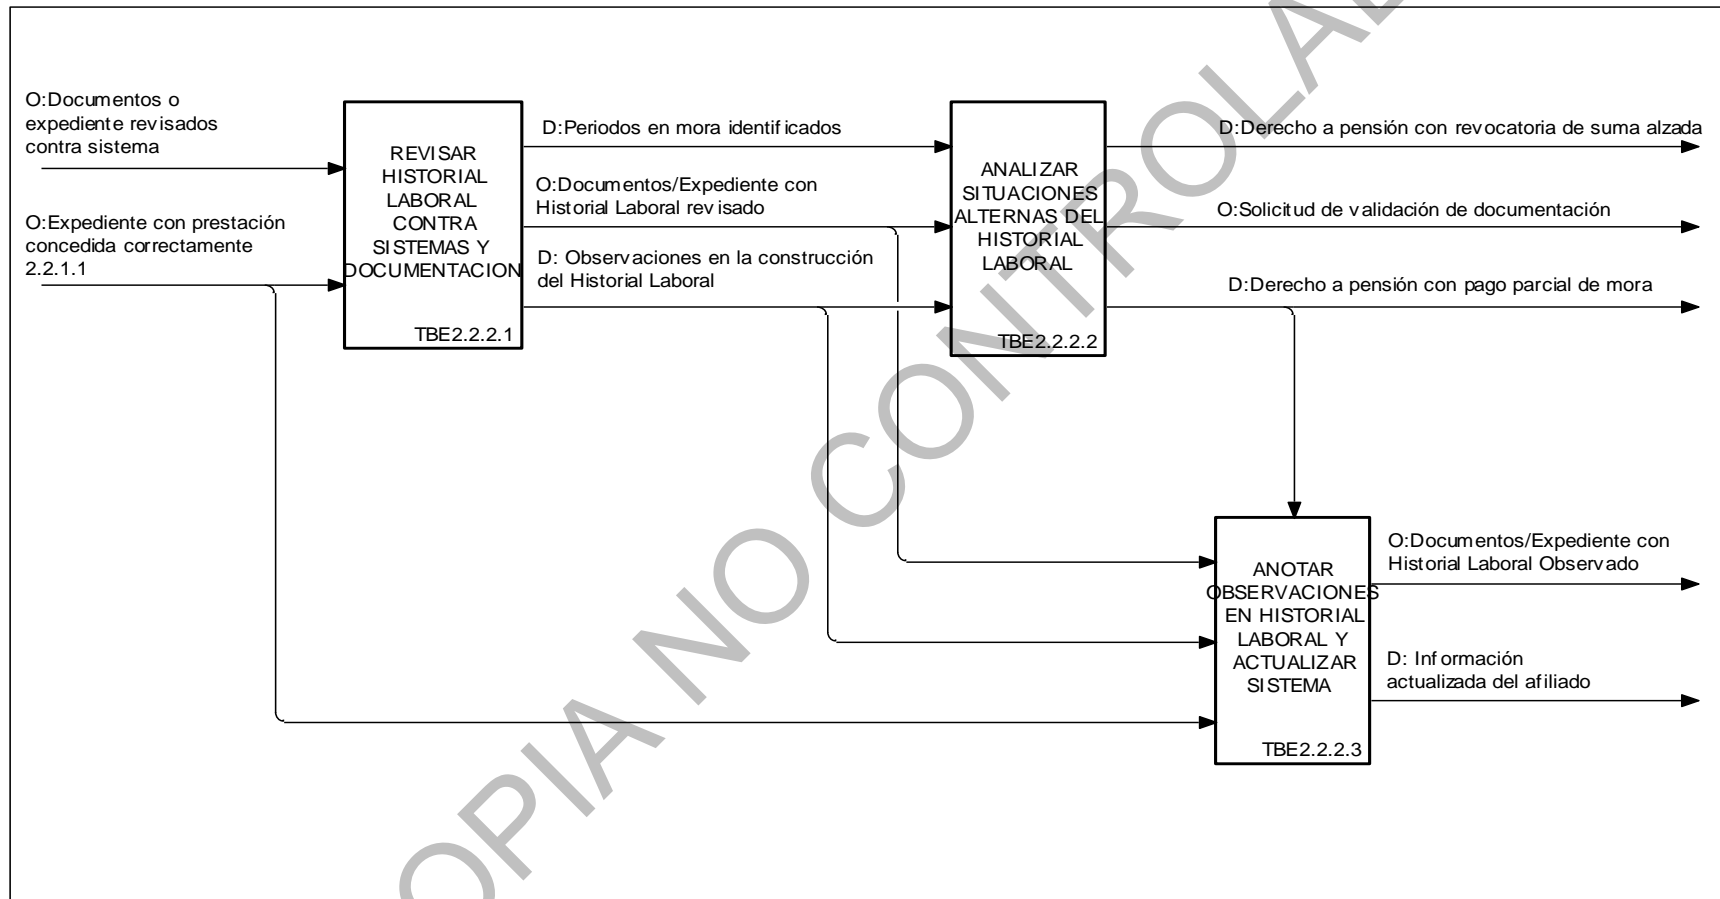 O:Documentos o
expediente revisados
contra sistema
O:Expediente con prestación
concedida correctamente
2.2.1.1
REVISAR
HISTORIAL
LABORAL
CONTRA
SISTEMAS Y
DOCUMENTACION
TBE2.2.2.1
D:Periodos en mora identificados
O:Documentos/Expediente con
Historial Laboral revisado
D: Observaciones en la construcción
del Historial Laboral
ANALIZAR
SITUACIONES
ALTERNAS DEL
HISTORIAL
LABORAL
TBE2.2.2.2
D:Derecho a pensión con revocatoria de suma alzada
O:Solicitud de validación de documentación
D:Derecho a pensión con pago parcial de mora
ANOTAR
OBSERVACIONES
EN HISTORIAL
LABORAL Y
ACTUALIZAR
SISTEMA
TBE2.2.2.3
O:Documentos/Expediente con
Historial Laboral Observado
D: Información
actualizada del afiliado
OPIA NO CONTROLA